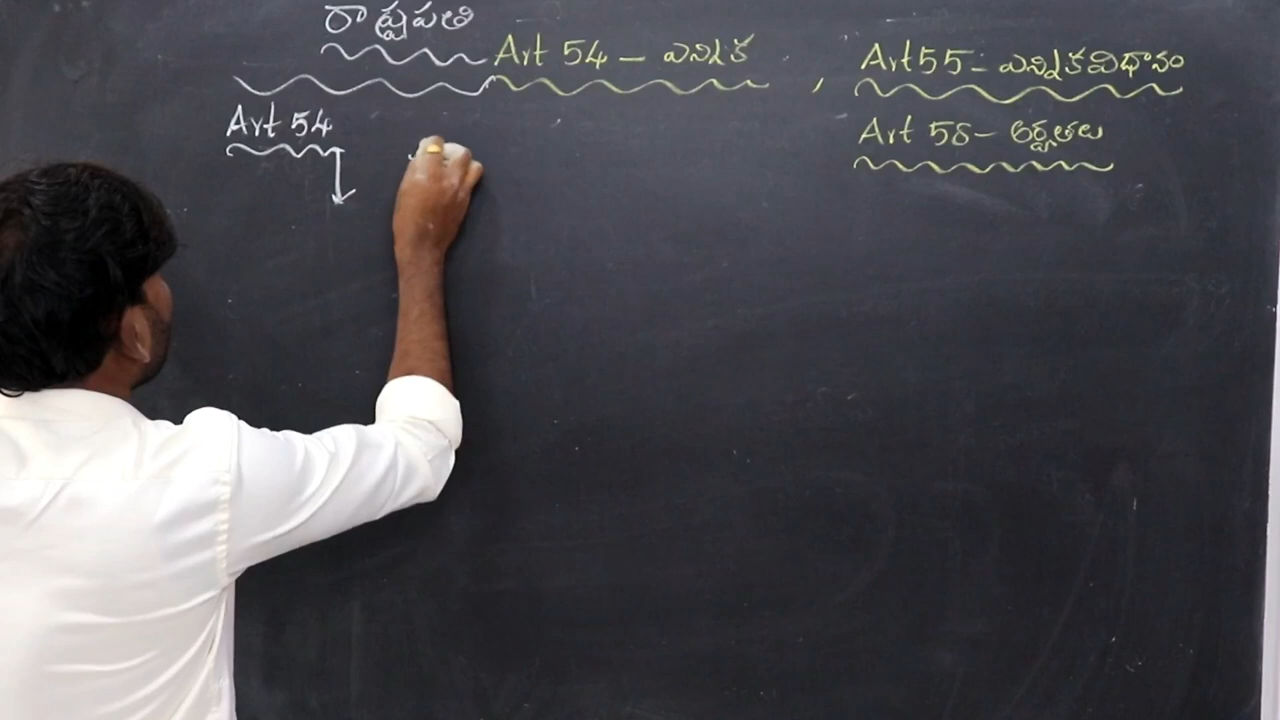 రాష్ట్రపతి
Art 54 – ఎన్నిక , Art 55 – ఎన్నికవిధానం
Art 58 – అర్హతలు
Art 54